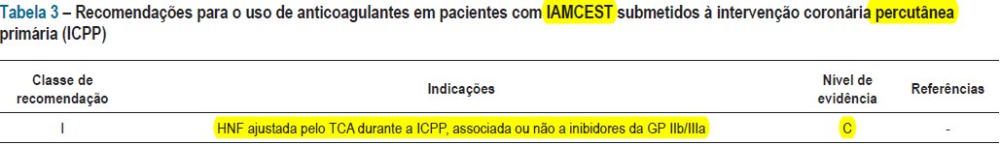 Tabela 3 – Recomendações para o uso de anticoagulantes em pacientes com IAMCEST submetidos à intervenção coronária percutânea
primária (ICPP)
Classe de
recomendação
Indicações
Nível de
evidência
Referências
I
HNF ajustada pelo TCA durante a ICPP, associada ou não a inibidores da GP IIb/IIIa
C
-